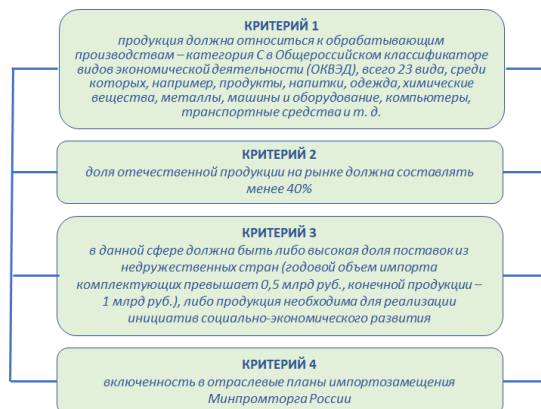 КРИТЕРИЙ 1
продукция должна относиться к обрабатывающим
производствам – категория С в Общероссийском классификаторе
видов экономической деятельности (ОКВЭД), всего 23 вида, среди
которых, например, продукты, напитки, одежда, химические
вещества, металлы, машины и оборудование, компьютеры,
транспортные средства и т. д.
КРИТЕРИЙ 2
доля отечественной продукции на рынке должна составлять
менее 40%
КРИТЕРИЙ 3
в данной сфере должна быть либо высокая доля поставок из
недружественных стран (годовой объем импорта
комплектующих превышает 0,5 млрд руб., конечной продукции –
1 млрд руб.), либо продукция необходима для реализации
инициатив социально-экономического развития
КРИТЕРИЙ 4
включенность в отраслевые планы импортозамещения
Минпромторга России